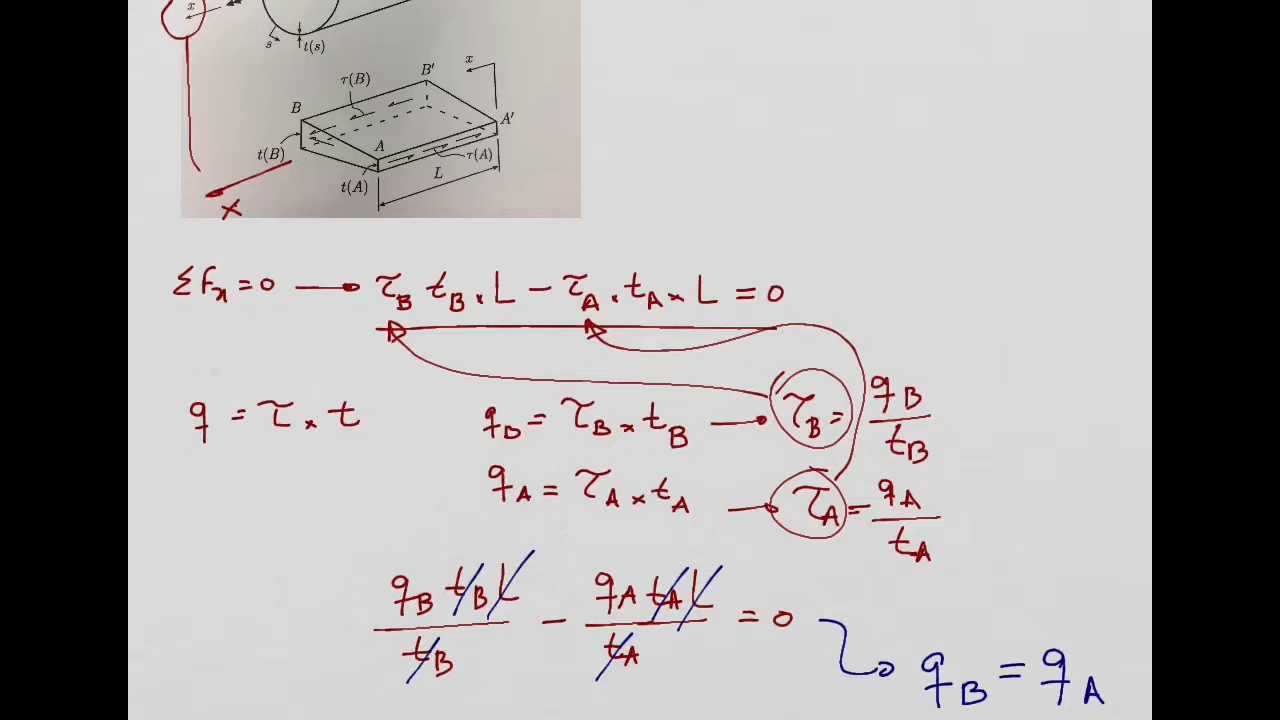 x
s
t(s)
x
B'
τ(B)
B
A'
A
t(B)
τ(A)
L
t(A)
x
ΣFx = 0 → τB tB × L − τA × tA × L = 0
q = τ × t
qB = τB × tB → τB = qB / tB
qA = τA × tA → τA = qA / tA
qB tB L / tB − qA tA L / tA = 0
qB = qA